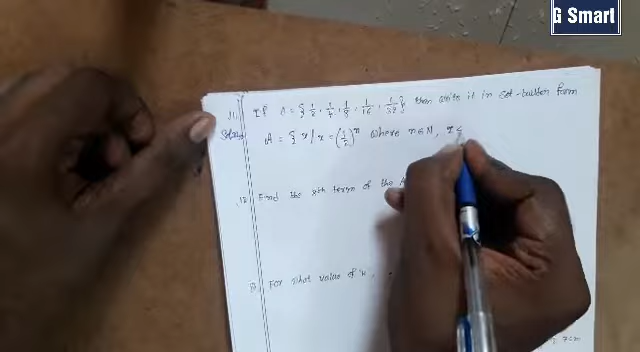 G Smart
11. If A = { 1/2, 1/4, 1/8, 1/16, 1/32 } then write it in set-builder form
Soln: A = { x / x = (1/2)^n where n ∈ N, x ≤
12. Find the term of the A
13. For what value of 'k',